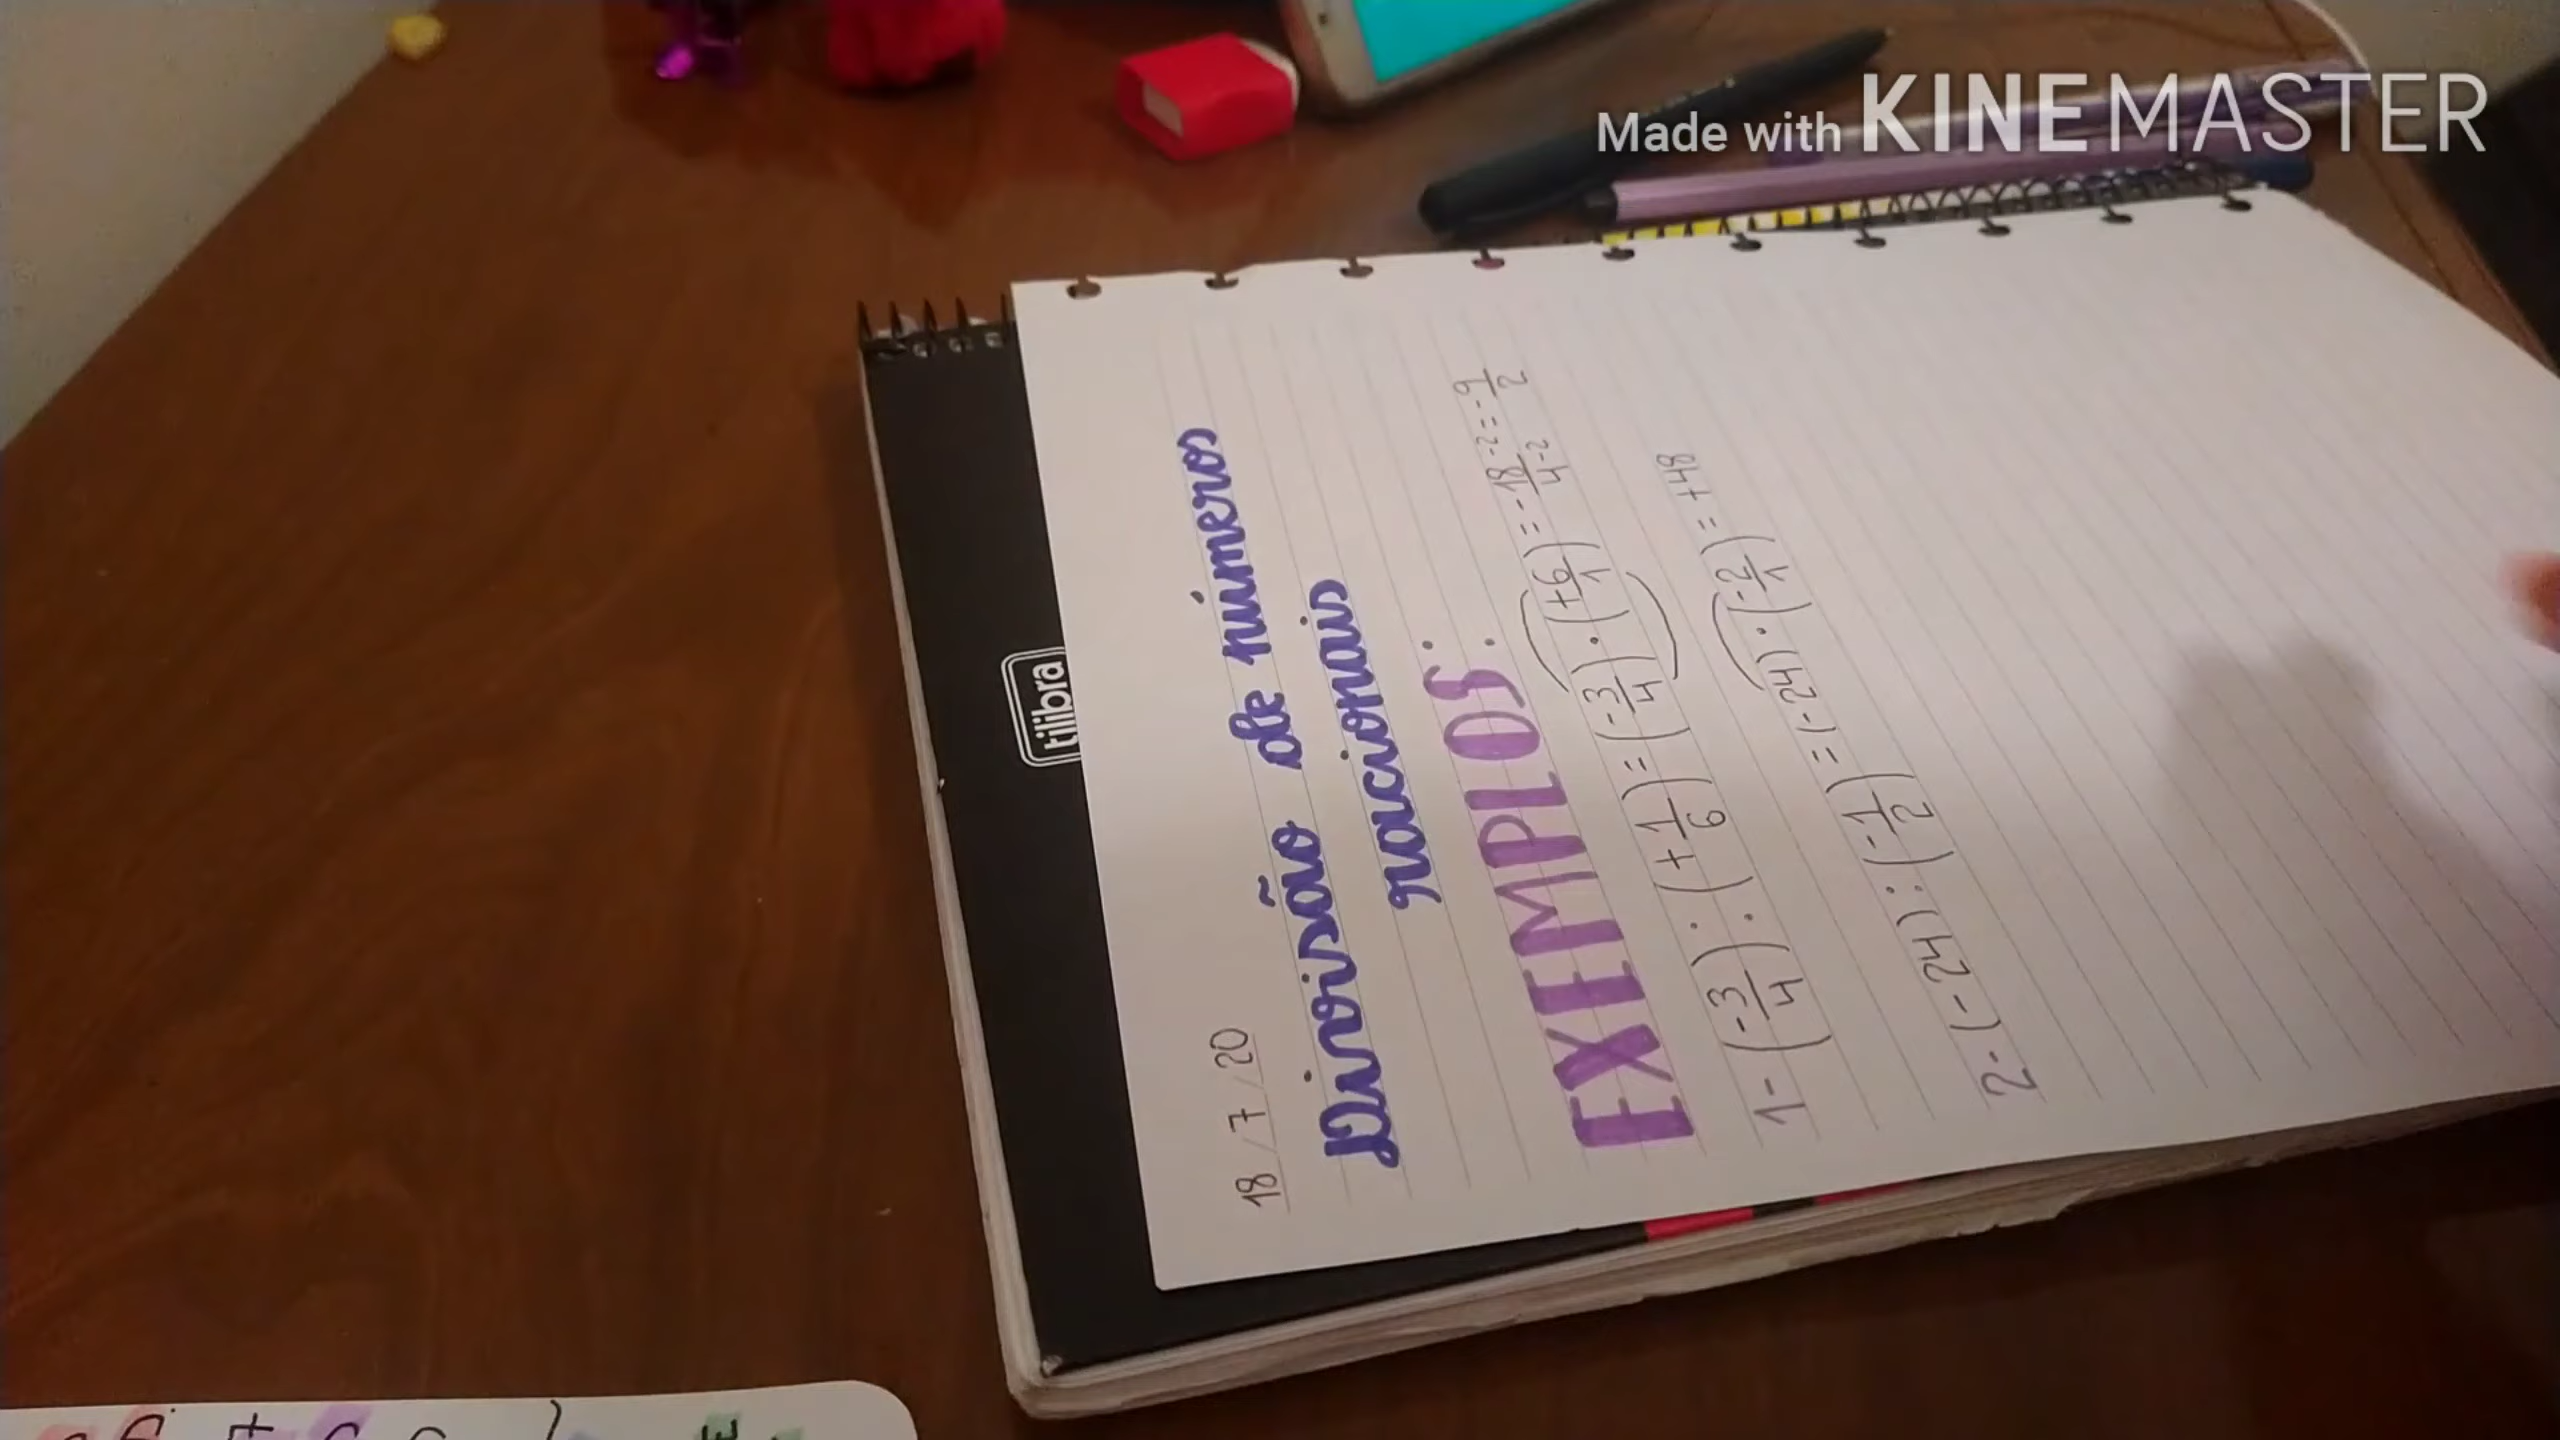 Made with KINEMASTER
tilibra
18/7/20
Divisão de números
racionais
EXEMPLOS:
1- (-3/4) : (+1/6) = (-3/4) . (+6/1) = -18÷2/4÷2 = -9/2
2- (-24) : (-1/2) = (-24) . (-2/1) = +48